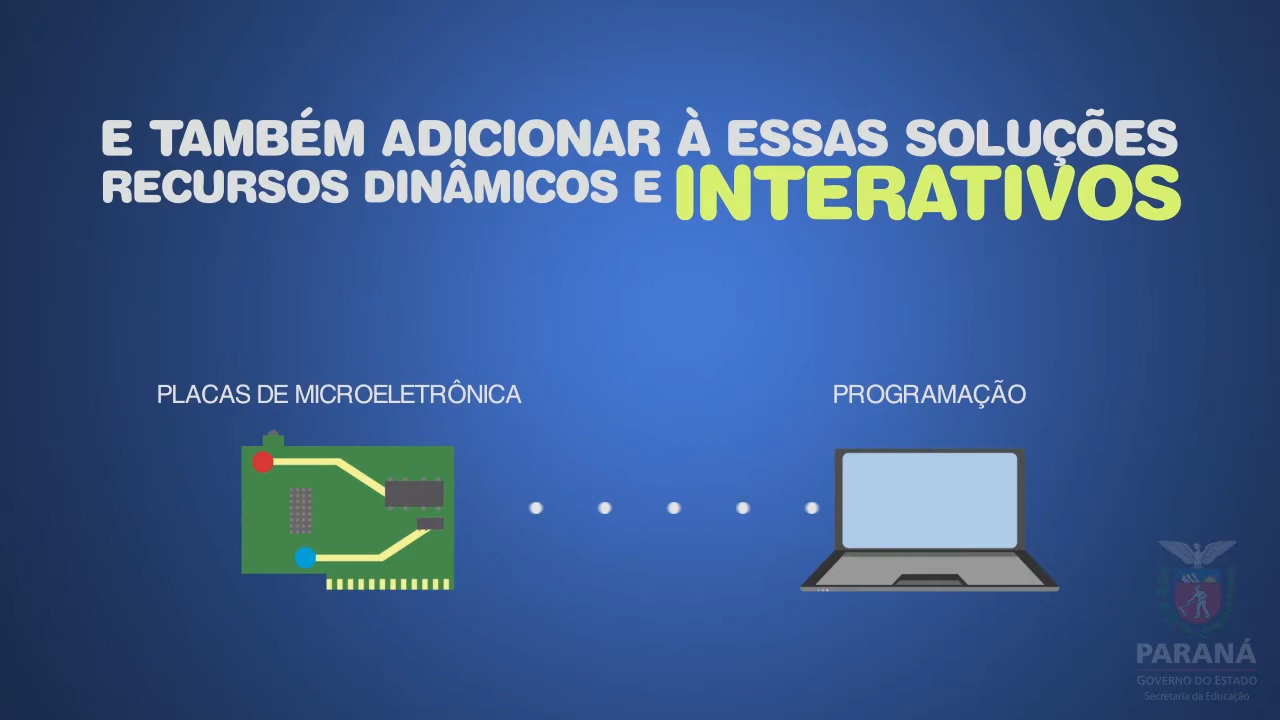 E TAMBÉM ADICIONAR À ESSAS SOLUÇÕES
RECURSOS DINÂMICOS E INTERATIVOS
PLACAS DE MICROELETRÔNICA
PROGRAMAÇÃO
PARANÁ
GOVERNO DO ESTADO
Secretaria da Educação